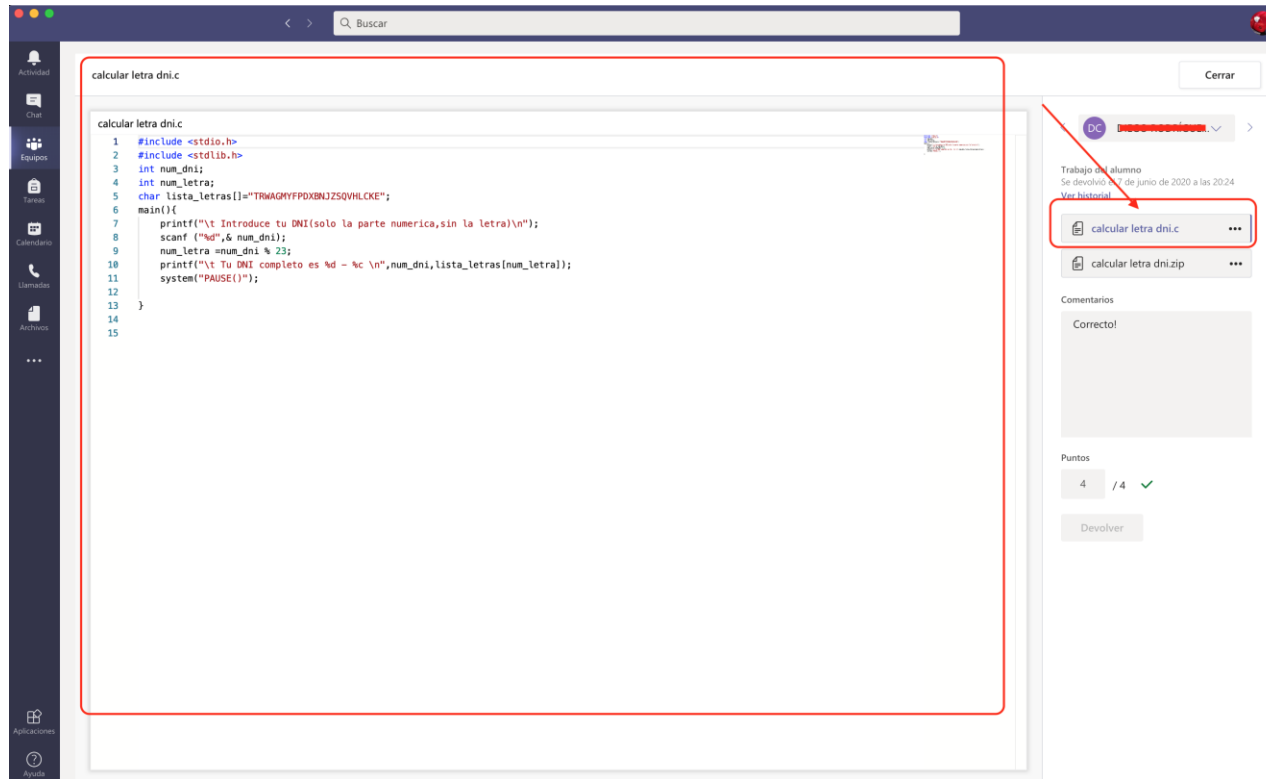 Buscar
Actividad
Chat
Equipos
Tareas
Calendario
Llamadas
Archivos
Aplicaciones
Ayuda
calcular letra dni.c
Cerrar
calcular letra dni.c
1 #include <stdio.h>
2 #include <stdlib.h>
3 int num_dni;
4 int num_letra;
5 char lista_letras[]="TRWAGMYFPDXBNJZSQVHLCKE";
6 main(){
7 printf("\t Introduce tu DNI(solo la parte numerica,sin la letra)\n");
8 scanf ("%d",& num_dni);
9 num_letra =num_dni % 23;
10 printf("\t Tu DNI completo es %d - %c \n",num_dni,lista_letras[num_letra]);
11 system("PAUSE()");
12
13 }
14
15
DC
Trabajo del alumno
Se devolvió el 7 de junio de 2020 a las 20:24
Ver historial
calcular letra dni.c
calcular letra dni.zip
Comentarios
Correcto!
Puntos
4 / 4
Devolver